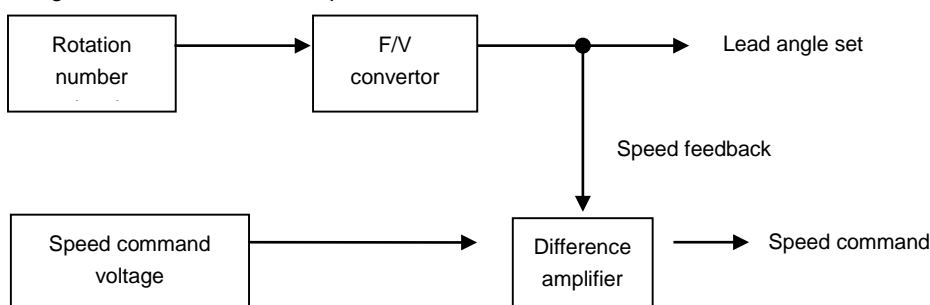 Rotation
number
F/V
convertor
Lead angle set
Speed feedback
Speed command
voltage
Difference
amplifier
Speed command